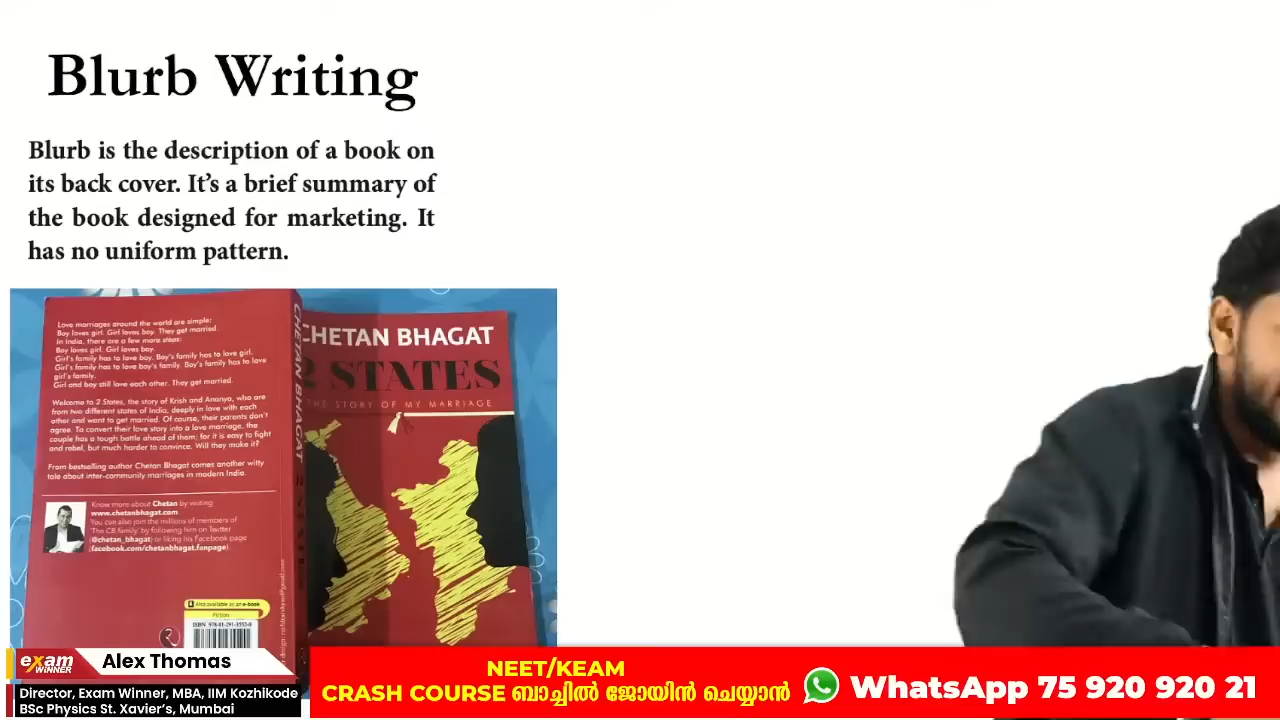 Blurb Writing
Blurb is the description of a book on
its back cover. It's a brief summary of
the book designed for marketing. It
has no uniform pattern.
Love marriages around the world are simple:
Boy loves girl. Girl loves boy. They get married.
In India, there are a few more steps:
Boy loves girl. Girl loves boy.
Girl's family has to love boy. Boy's family has to love girl.
Girl's family has to love boy's family. Boy's family has to love
girl's family.
Girl and boy still love each other. They get married.
Welcome to 2 States, the story of Krish and Ananya, who are
from two different states of India, deeply in love with each
other and want to get married. Of course, their parents don't
agree. To convert their love story into a love marriage, the
couple has a tough battle ahead of them; for it is easy to fight
and rebel, but much harder to convince. Will they make it?
From bestselling author Chetan Bhagat comes another witty
tale about inter-community marriages in modern India.
Know more about Chetan by writing
www.chetanbhagat.com
You can also join the millions of members of
'The CB family' by following him on Twitter
(@chetan_bhagat) or liking his Facebook page
(facebook.com/chetanbhagat.fanpage)
Also available as an e-book
Fiction
CHETAN BHAGAT
CHETAN BHAGAT
2 STATES
THE STORY OF MY MARRIAGE
exam
WINNER
Alex Thomas
Director, Exam Winner, MBA, IIM Kozhikode
BSc Physics St. Xavier's, Mumbai
NEET/KEAM
CRASH COURSE ബാച്ചിൽ ജോയിൻ ചെയ്യാൻ
WhatsApp 75 920 920 21